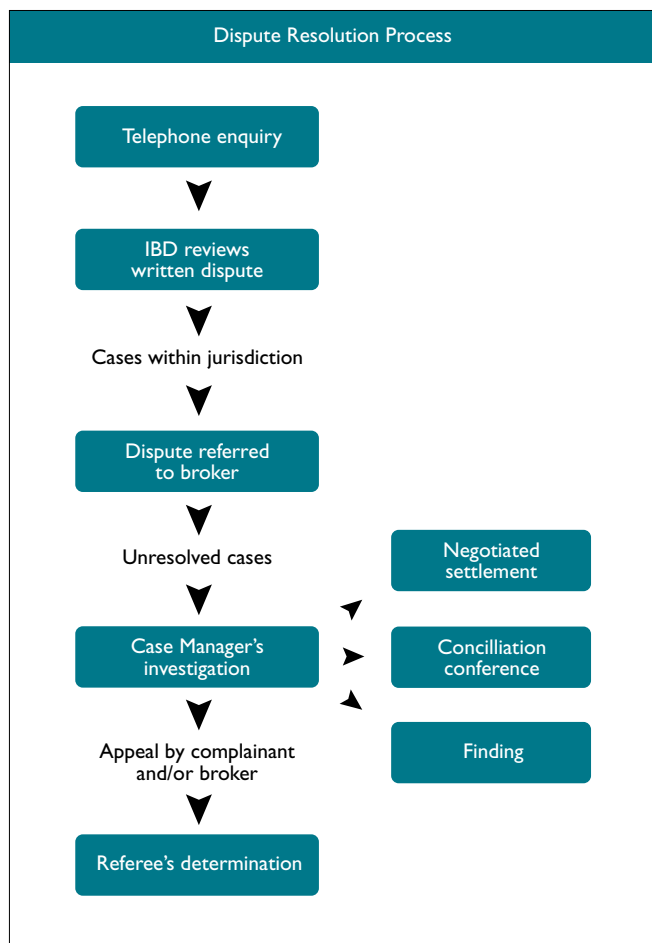 Dispute Resolution Process
Telephone enquiry
IBD reviews
written dispute
Cases within jurisdiction
Dispute referred
to broker
Unresolved cases
Negotiated
settlement
Case Manager's
investigation
Concilliation
conference
Appeal by complainant
and/or broker
Finding
Referee's determination